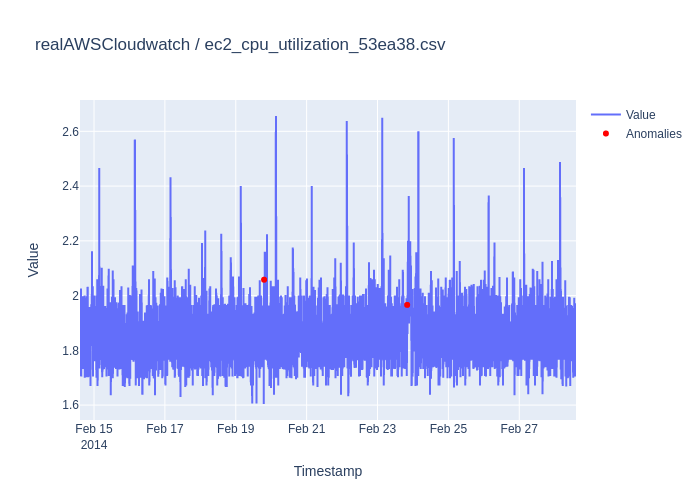 realAWSCloudwatch / ec2_cpu_utilization_53ea38.csv
Value
Anomalies
2.6
2.4
2.2
2
1.8
1.6
Value
Feb 15
2014
Feb 17
Feb 19
Feb 21
Feb 23
Feb 25
Feb 27
Timestamp